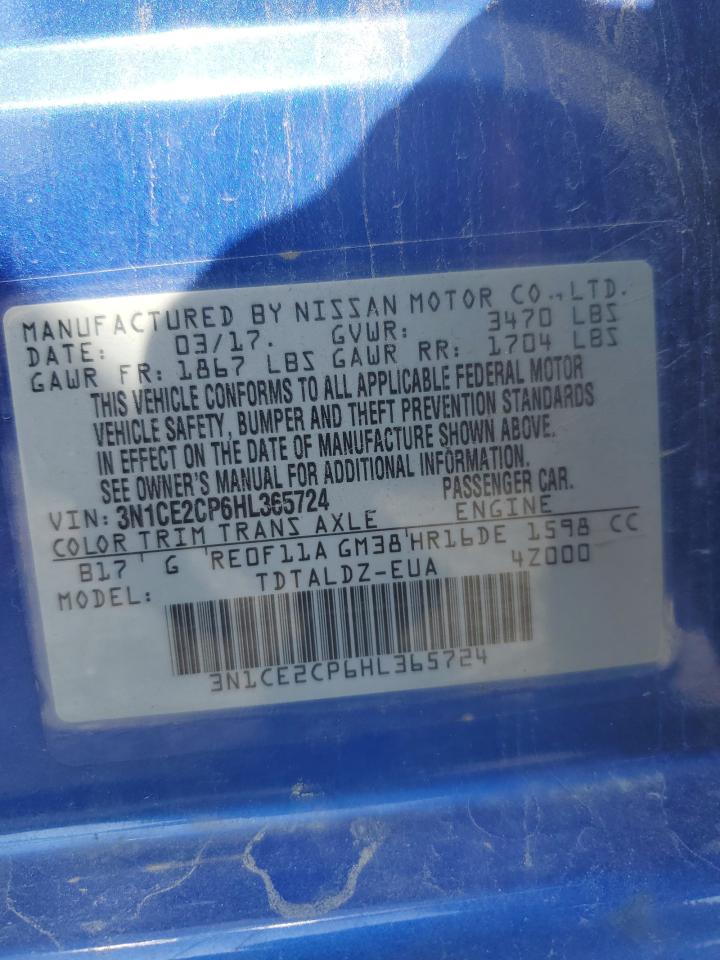 MANUFACTURED BY NISSAN MOTOR CO.,LTD.
DATE: 03/17. GVWR: 3470 LBS
GAWR FR: 1867 LBS GAWR RR: 1704 LBS
THIS VEHICLE CONFORMS TO ALL APPLICABLE FEDERAL MOTOR
VEHICLE SAFETY, BUMPER AND THEFT PREVENTION STANDARDS
IN EFFECT ON THE DATE OF MANUFACTURE SHOWN ABOVE.
SEE OWNER'S MANUAL FOR ADDITIONAL INFORMATION.
VIN: 3N1CE2CP6HL365724 PASSENGER CAR.
COLOR TRIM TRANS AXLE ENGINE
B17 G RE0F11A GM38 HR16DE 1598 CC
MODEL: TDTALDZ-EUA 4Z000
3N1CE2CP6HL365724